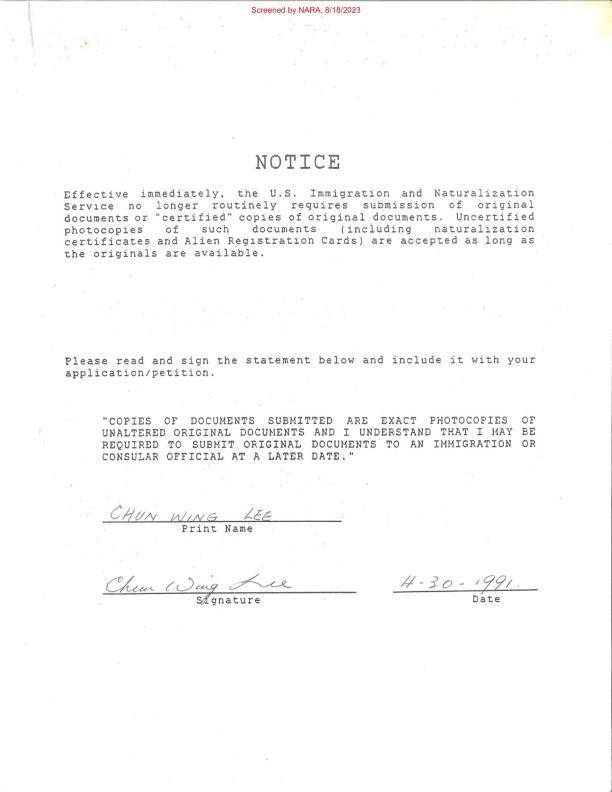 Screened by NARA, 8/18/2023
NOTICE
Effective immediately, the U.S. Immigration and Naturalization
Service no longer routinely requires submission of original
documents or "certified" copies of original documents. Uncertified
photocopies of such documents (including naturalization
certificates and Alien Registration Cards) are accepted as long as
the originals are available.
Please read and sign the statement below and include it with your
application/petition.
"COPIES OF DOCUMENTS SUBMITTED ARE EXACT PHOTOCOPIES OF
UNALTERED ORIGINAL DOCUMENTS AND I UNDERSTAND THAT I MAY BE
REQUIRED TO SUBMIT ORIGINAL DOCUMENTS TO AN IMMIGRATION OR
CONSULAR OFFICIAL AT A LATER DATE."
CHUN WING LEE
Print Name
Chun Wing Lee 4-30-1991.
Signature Date